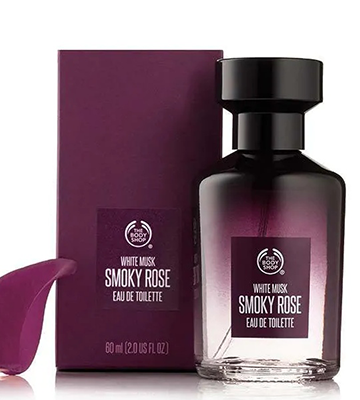 THE
BODY
SHOP
®
WHITE MUSK
SMOKY ROSE
EAU DE TOILETTE
60 ml [2.0 US FL OZ]
THE
BODY
SHOP
®
WHITE MUSK
SMOKY ROSE
EAU DE TOILETTE